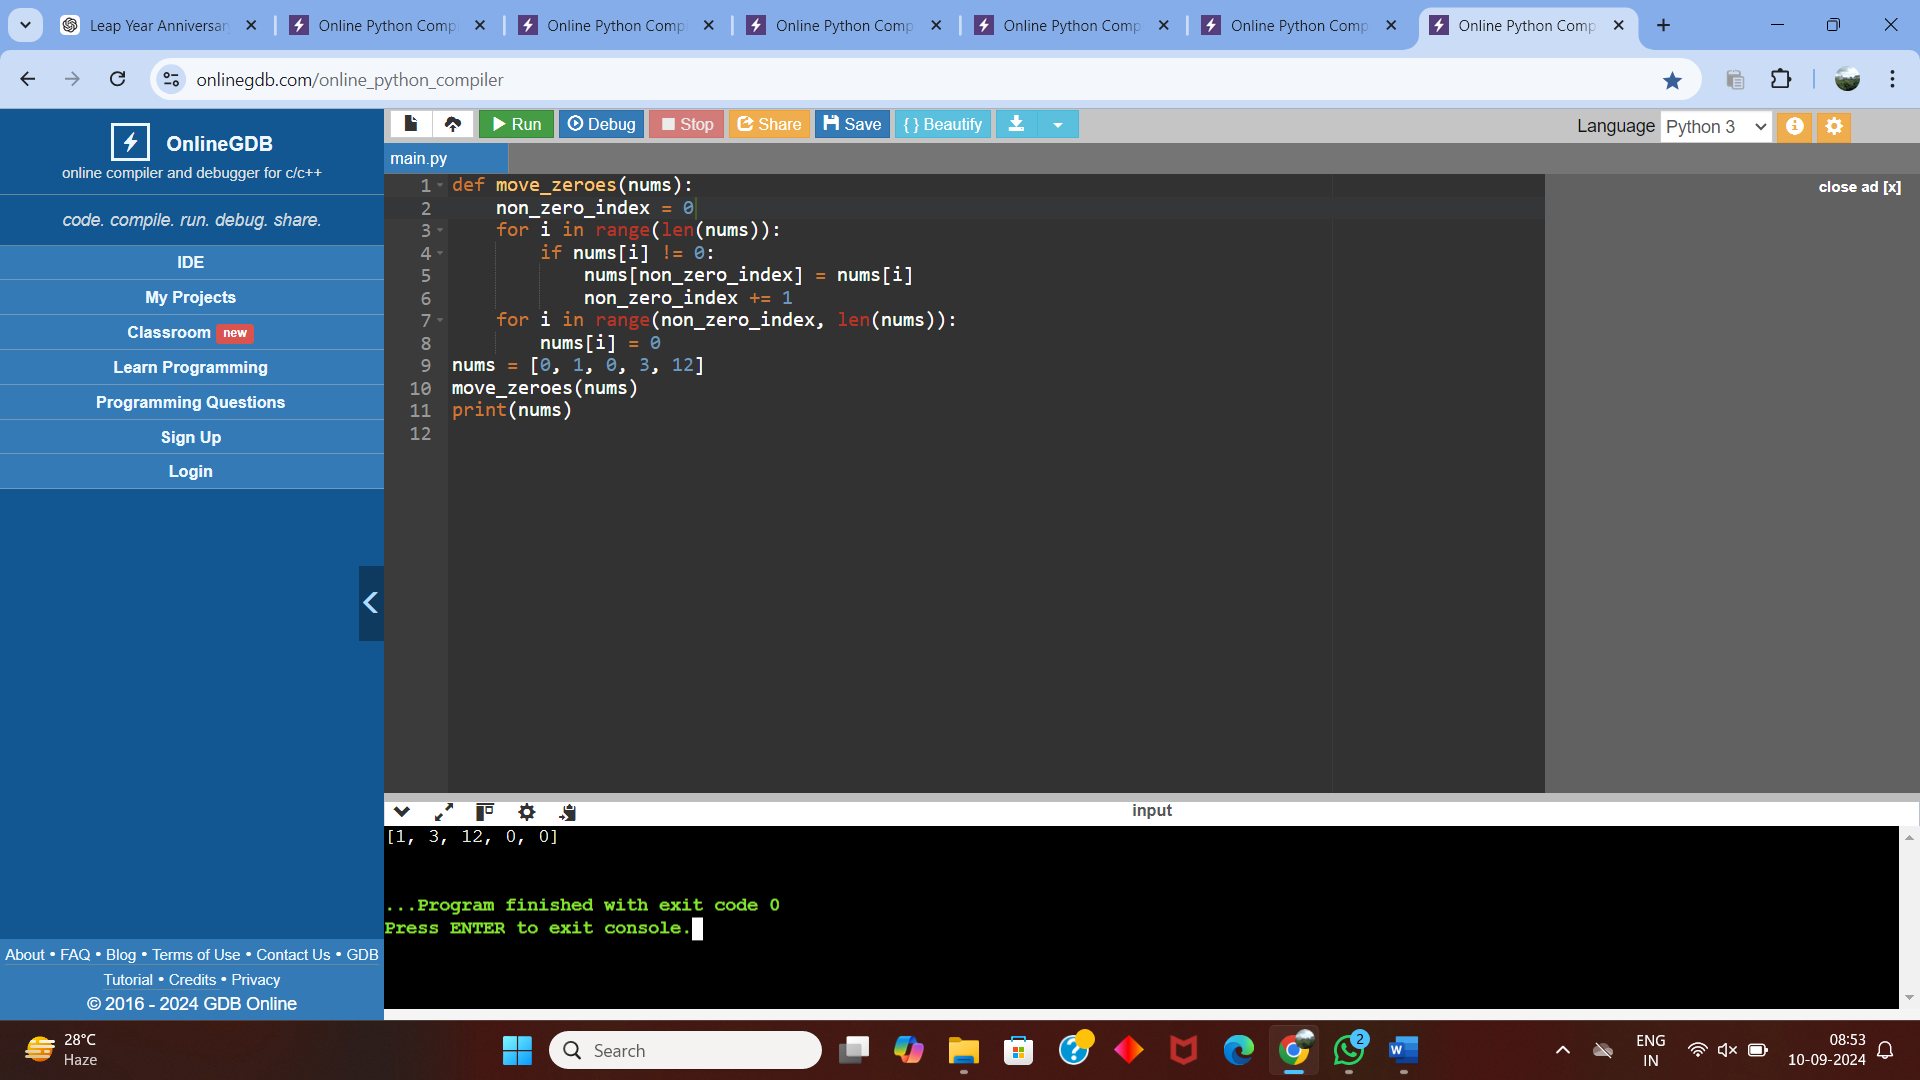 Leap Year Anniversar
Online Python Comp
Online Python Comp
Online Python Comp
Online Python Comp
Online Python Comp
Online Python Comp
onlinegdb.com/online_python_compiler
OnlineGDB
online compiler and debugger for c/c++
code. compile. run. debug. share.
IDE
My Projects
Classroom new
Learn Programming
Programming Questions
Sign Up
Login
About • FAQ • Blog • Terms of Use • Contact Us • GDB
Tutorial • Credits • Privacy
© 2016 - 2024 GDB Online
Run Debug Stop Share Save { } Beautify
Language Python 3
main.py
close ad [x]
1 def move_zeroes(nums):
2     non_zero_index = 0
3     for i in range(len(nums)):
4         if nums[i] != 0:
5             nums[non_zero_index] = nums[i]
6             non_zero_index += 1
7     for i in range(non_zero_index, len(nums)):
8         nums[i] = 0
9 nums = [0, 1, 0, 3, 12]
10 move_zeroes(nums)
11 print(nums)
12
input
[1, 3, 12, 0, 0]
...Program finished with exit code 0
Press ENTER to exit console.
28°C
Haze
Search
2
ENG
IN
08:53
10-09-2024